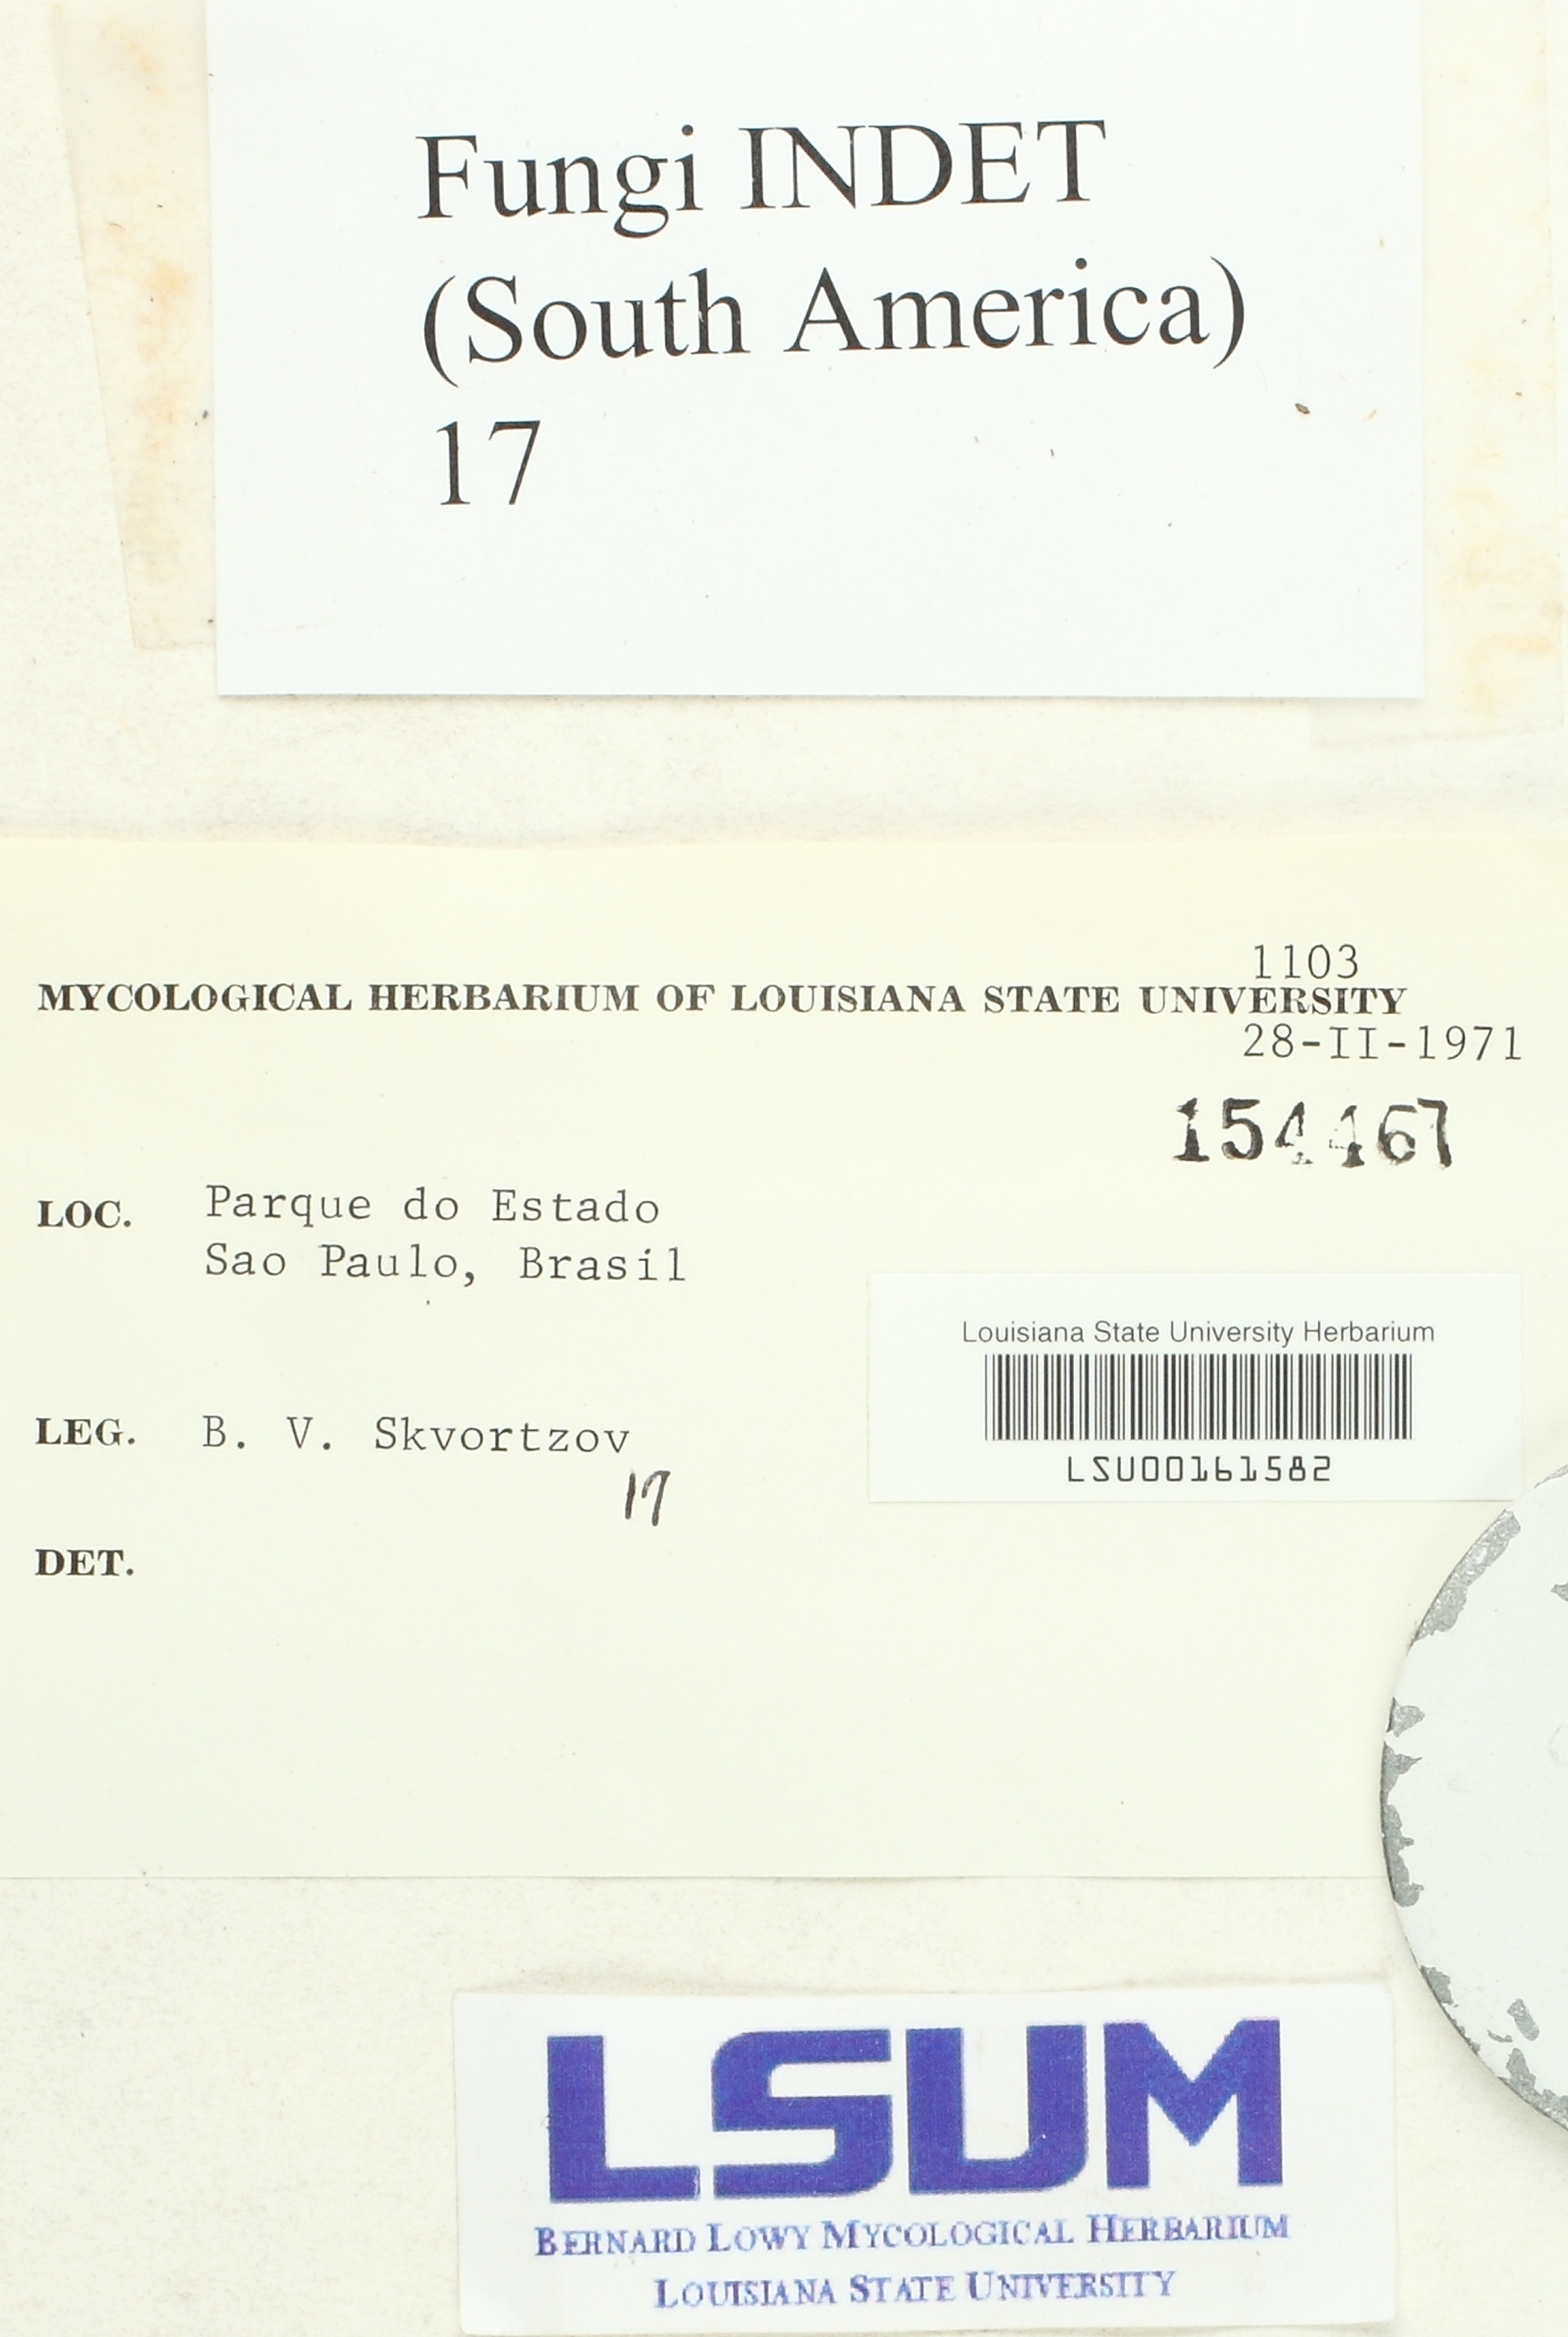 Fungi INDET
(South America)
17
1103
MYCOLOGICAL HERBARIUM OF LOUISIANA STATE UNIVERSITY
28-II-1971
154467
LOC. Parque do Estado
Sao Paulo, Brasil
Louisiana State University Herbarium
LSU00161582
LEG. B. V. Skvortzov
17
DET.
LSUM
BERNARD LOWY MYCOLOGICAL HERBARIUM
LOUISIANA STATE UNIVERSITY